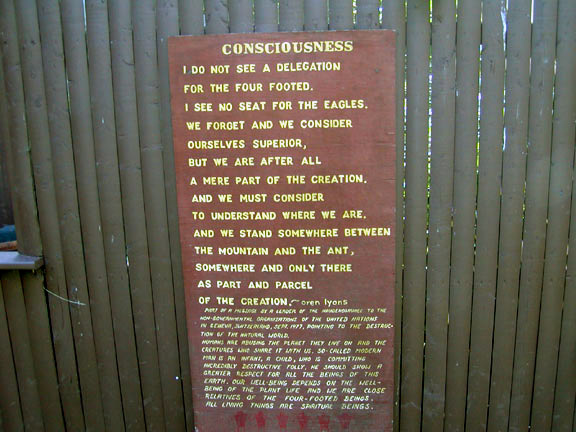 CONSCIOUSNESS
I DO NOT SEE A DELEGATION
FOR THE FOUR FOOTED.
I SEE NO SEAT FOR THE EAGLES.
WE FORGET AND WE CONSIDER
OURSELVES SUPERIOR,
BUT WE ARE AFTER ALL
A MERE PART OF THE CREATION.
AND WE MUST CONSIDER
TO UNDERSTAND WHERE WE ARE.
AND WE STAND SOMEWHERE BETWEEN
THE MOUNTAIN AND THE ANT,
SOMEWHERE AND ONLY THERE
AS PART AND PARCEL
OF THE CREATION. ~ oren lyons
PART OF A MESSAGE BY A LEADER OF THE HAUDENOSAUNEE TO THE
NON-GOVERNMENTAL ORGANIZATIONS OF THE UNITED NATIONS
IN GENEVA, SWITZERLAND, SEPT. 1977, POINTING TO THE DESTRUC-
TION OF THE NATURAL WORLD.
HUMANS ARE ABUSING THE PLANET THEY LIVE ON AND THE
CREATURES WHO SHARE IT WITH US. SO-CALLED MODERN
MAN IS AN INFANT, A CHILD, WHO IS COMMITTING
INCREDIBLY DESTRUCTIVE FOLLY. HE SHOULD SHOW A
GREATER RESPECT FOR ALL THE BEINGS OF THIS
EARTH. OUR WELL-BEING DEPENDS ON THE WELL-
BEING OF THE PLANT LIFE AND WE ARE CLOSE
RELATIVES OF THE FOUR-FOOTED BEINGS.
ALL LIVING THINGS ARE SPIRITUAL BEINGS.